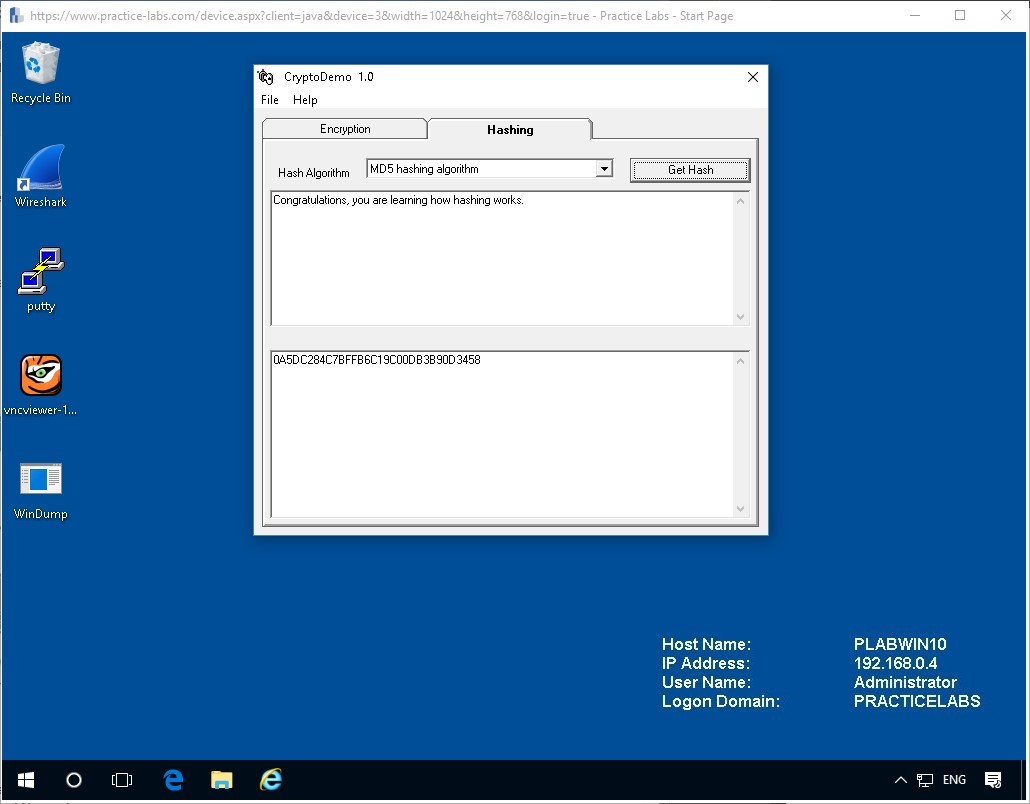 https://www.practice-labs.com/device.aspx?client=java&device=3&width=1024&height=768&login=true - Practice Labs - Start Page
Recycle Bin
Wireshark
putty
vncviewer-1...
WinDump
CryptoDemo 1.0
File Help
Encryption Hashing
Hash Algorithm MD5 hashing algorithm Get Hash
Congratulations, you are learning how hashing works.
0A5DC284C7BFFB6C19C00DB3B90D3458
Host Name: PLABWIN10
IP Address: 192.168.0.4
User Name: Administrator
Logon Domain: PRACTICELABS
ENG